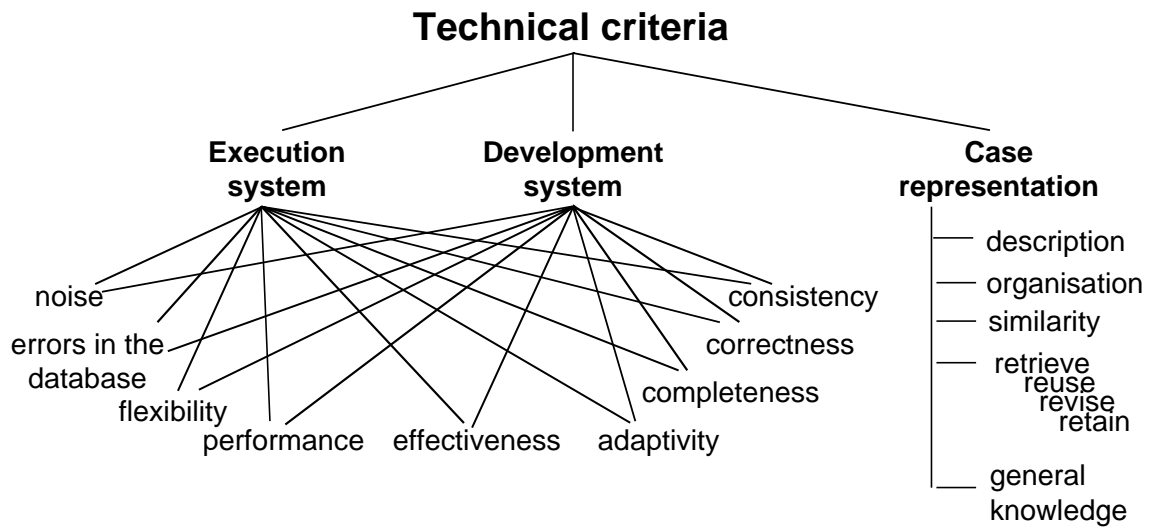 Technical criteria
Execution
system
Development
system
Case
representation
noise
errors in the
database
flexibility
performance
effectiveness
adaptivity
completeness
correctness
consistency
description
organisation
similarity
retrieve
reuse
revise
retain
general
knowledge